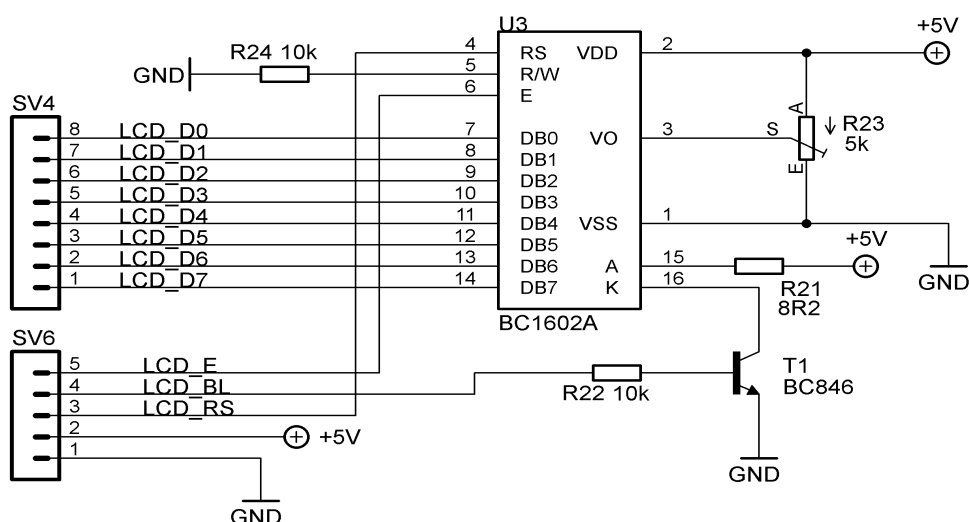 U3
+5V
R24 10k
GND
4
5
6
RS
R/W
E
VDD
2
SV4
8 LCD_D0 7 DB0
7 LCD_D1 8 DB1
6 LCD_D2 9 DB2
5 LCD_D3 10 DB3
4 LCD_D4 11 DB4
3 LCD_D5 12 DB5
2 LCD_D6 13 DB6
1 LCD_D7 14 DB7
VO 3
S
A
E
R23
5k
VSS 1
+5V
A 15
K 16
R21
8R2
GND
BC1602A
SV6
5 LCD_E
4 LCD_BL
3 LCD_RS
2 +5V
1
GND
R22 10k
T1
BC846
GND